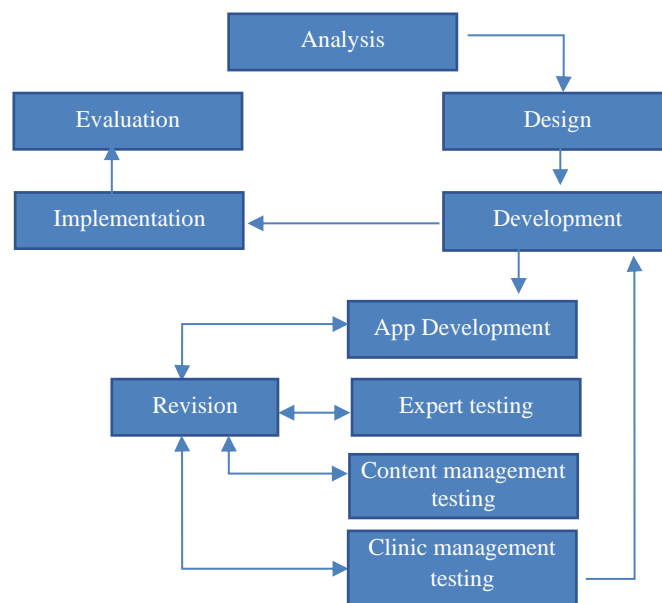 Analysis
Evaluation
Design
Implementation
Development
App Development
Revision
Expert testing
Content management
testing
Clinic management
testing